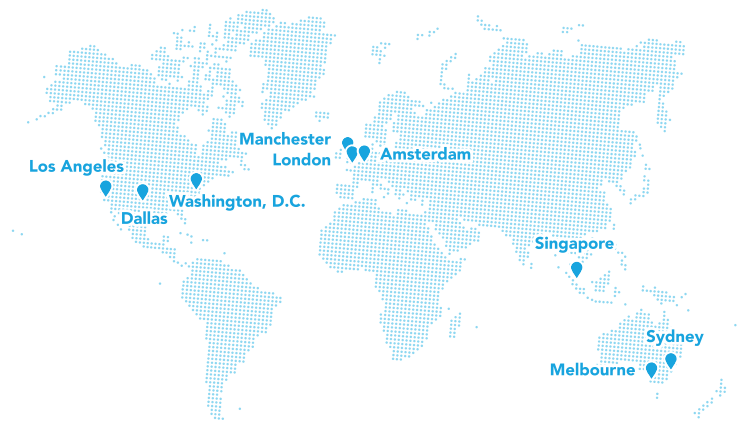 Manchester
London
Amsterdam
Los Angeles
Washington, D.C.
Dallas
Singapore
Sydney
Melbourne